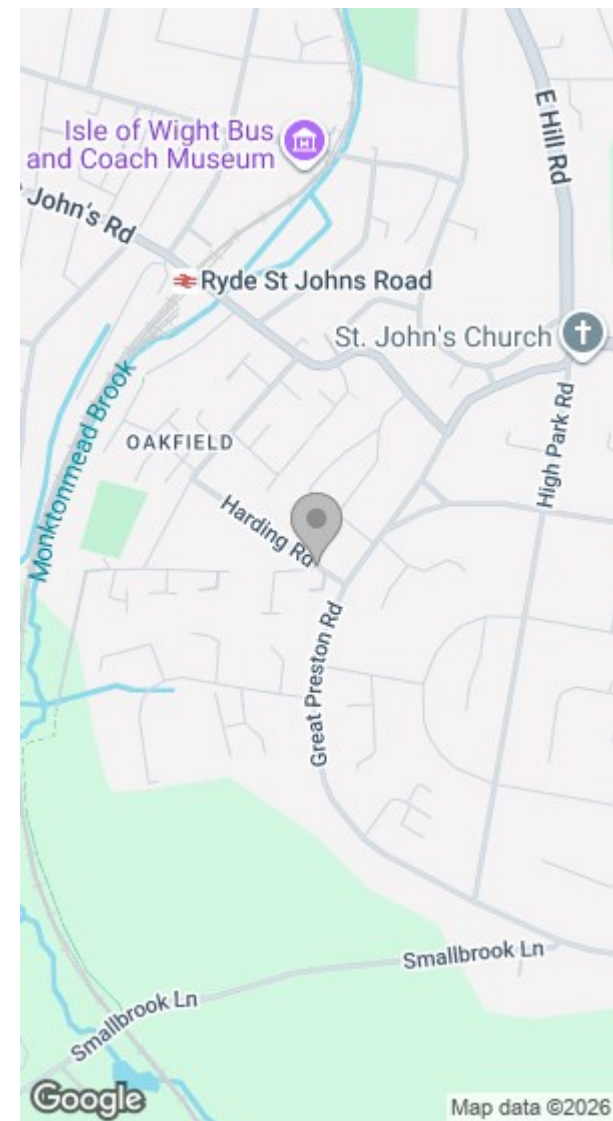 Isle of Wight Bus
and Coach Museum
E Hill Rd
John's Rd
Ryde St Johns Road
St. John's Church
Monktonmead Brook
OAKFIELD
High Park Rd
Harding Rd
Great Preston Rd
Smallbrook Ln
Smallbrook Ln
Google
Map data ©2026